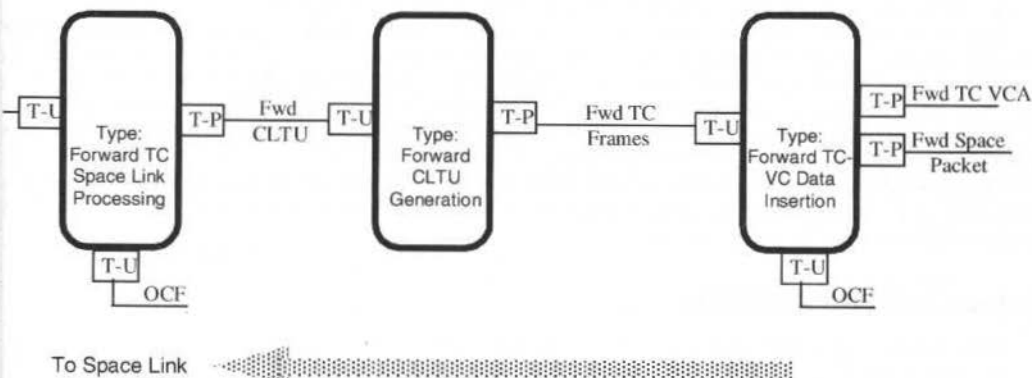 T-U
Type:
Forward TC
Space Link
Processing
T-P
Fwd
CLTU
T-U
OCF
T-U
Type:
Forward
CLTU
Generation
T-P
Fwd TC
Frames
T-U
Type:
Forward TC-
VC Data
Insertion
T-P
Fwd TC VCA
T-P
Fwd Space
Packet
T-U
OCF
To Space Link